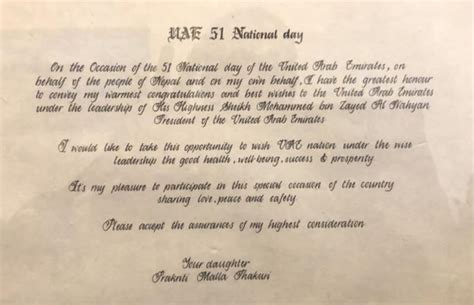 UAE 51 National day
On the Occasion of the 51 National day of the United Arab Emirates, on
behalf of the people of Nepal and on my own behalf, I have the greatest honour
to convey my warmest congratulations and best wishes to the United Arab Emirates
under the leadership of His Highness Sheikh Mohammed bin Zayed Al Nahyan
President of the United Arab Emirates
I would like to take this opportunity to wish UAE nation under the wise
leadership the good health, well-being, success & prosperity
It's my pleasure to participate in this special occasion of the country
sharing love, peace and safety
Please accept the assurances of my highest consideration
Your daughter
Prakriti Malla Thakuri